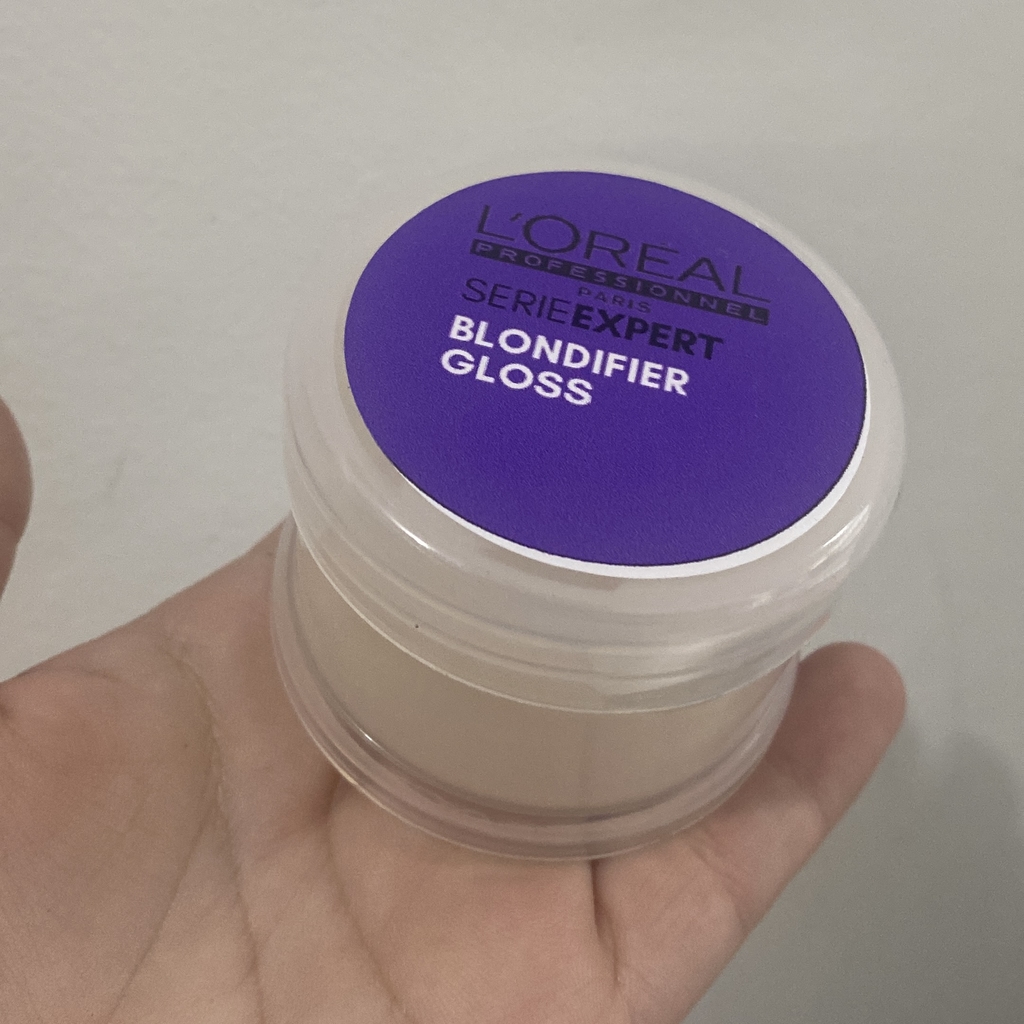 L'ORÉAL
PROFESSIONNEL
PARIS
SERIE EXPERT
BLONDIFIER
GLOSS